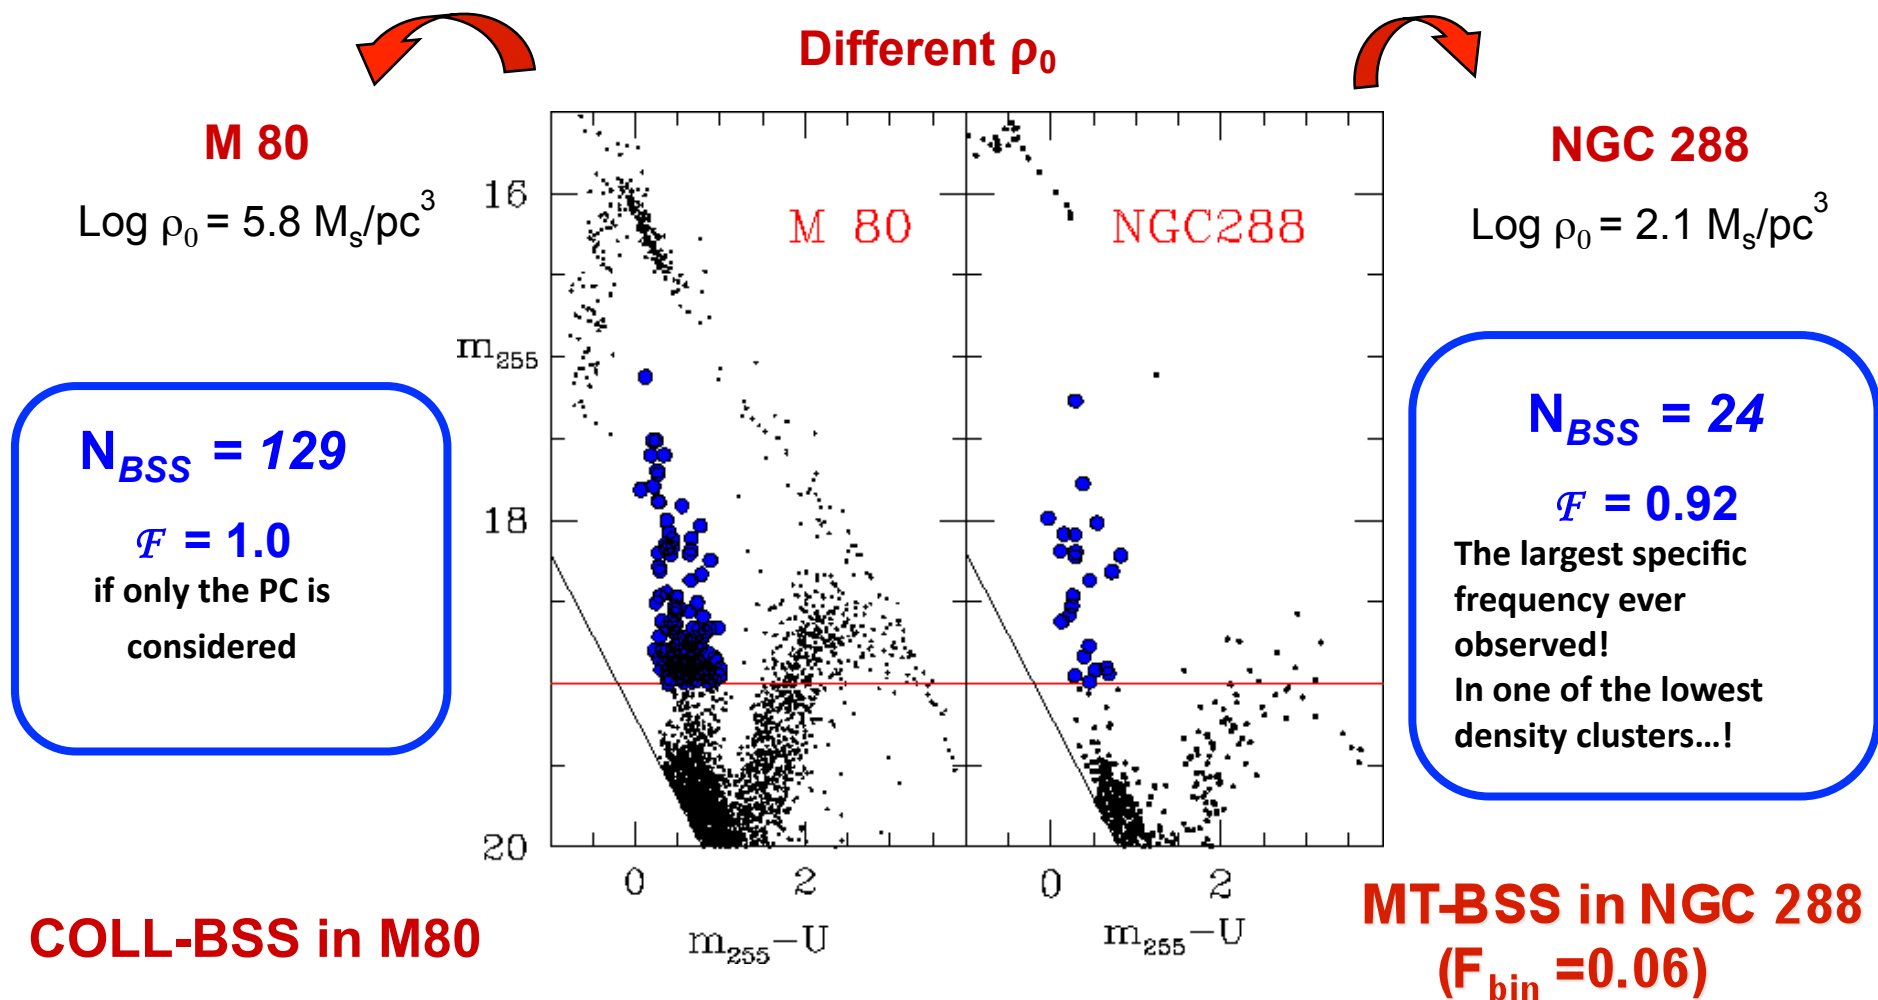 Different ρ0
M 80
Log ρ0 = 5.8 Ms/pc3
NBSS = 129
F = 1.0
if only the PC is
considered
COLL-BSS in M80
16
m255
18
20
M 80
NGC288
0
2
0
2
m255-U
m255-U
NGC 288
Log ρ0 = 2.1 Ms/pc3
NBSS = 24
F = 0.92
The largest specific
frequency ever
observed!
In one of the lowest
density clusters...!
MT-BSS in NGC 288
(Fbin =0.06)